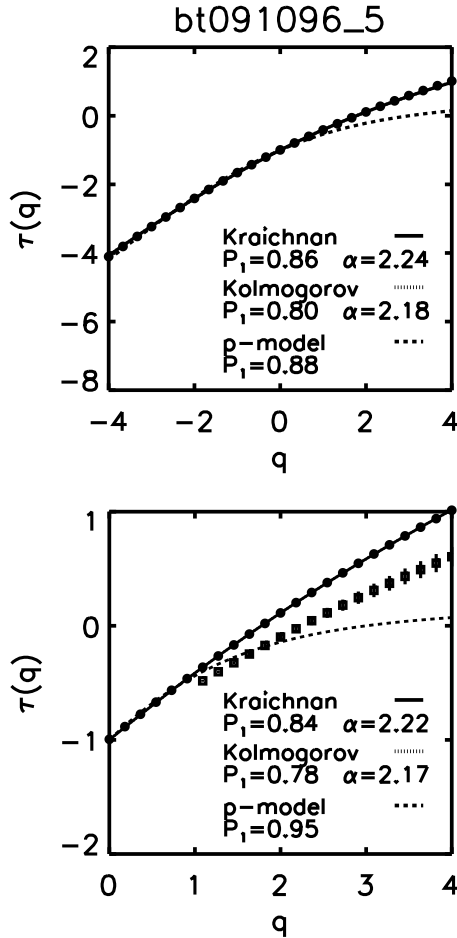 bt091096_5
2
0
−2
−4
−6
−8
τ(q)
Kraichnan
P₁=0.86 α=2.24
Kolmogorov
P₁=0.80 α=2.18
p−model
P₁=0.88
−4 −2 0 2 4
q
1
0
−1
−2
τ(q)
Kraichnan
P₁=0.84 α=2.22
Kolmogorov
P₁=0.78 α=2.17
p−model
P₁=0.95
0 1 2 3 4
q